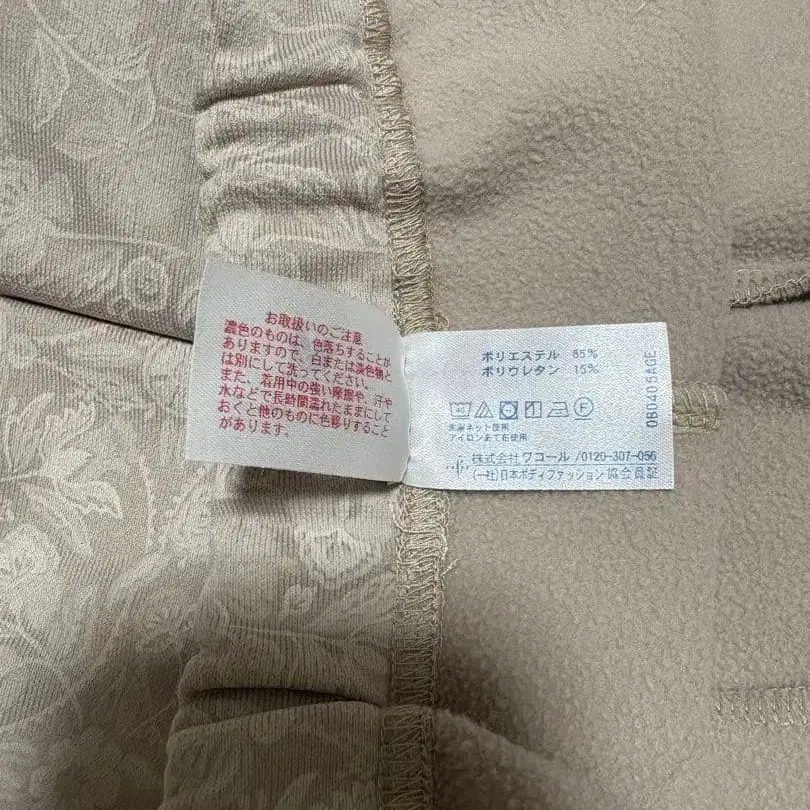 お取扱いのご注意
濃色のものは、色落ちすることが
ありますので、白または淡色物と
は別にして洗ってください。
また、着用中の強い摩擦や、汗や
水などで長時間濡れたままにして
おくと他のものに色移りすること
があります。
ポリエステル 85%
ポリウレタン 15%
洗濯ネット使用
アイロンあて布使用
株式会社ワコール/0120-307-056
(一社)日本ボディファッション協会員証
080405AGE